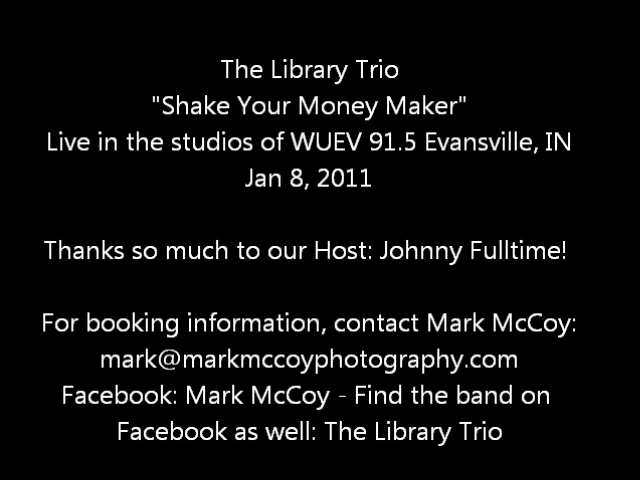 The Library Trio
"Shake Your Money Maker"
Live in the studios of WUEV 91.5 Evansville, IN
Jan 8, 2011
Thanks so much to our Host: Johnny Fulltime!
For booking information, contact Mark McCoy:
mark@markmccoyphotography.com
Facebook: Mark McCoy - Find the band on
Facebook as well: The Library Trio